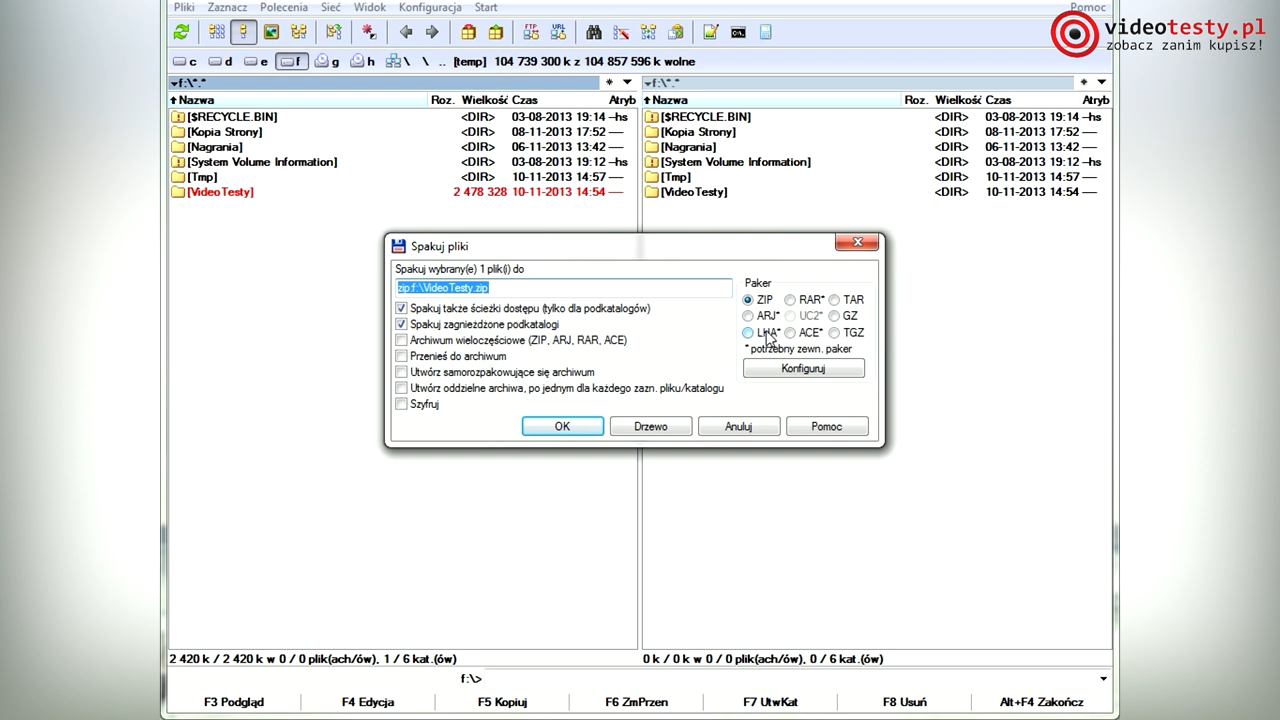 Pliki Zaznacz Polecenia Sieć Widok Konfiguracja Start Pomoc
videotesty.pl
zobacz zanim kupisz!
FTP URL
c d e f g h \ .. [temp] 104 739 300 k z 104 857 596 k wolne
f:\*.* * f:\*.* *
Nazwa Roz. Wielkość Czas Atryb Nazwa Roz. Wielkość Czas Atryb
[$RECYCLE.BIN] <DIR> 03-08-2013 19:14 –hs [$RECYCLE.BIN] <DIR> 03-08-2013 19:14 –hs
[Kopia Strony] <DIR> 08-11-2013 17:52 —– [Kopia Strony] <DIR> 08-11-2013 17:52 —–
[Nagrania] <DIR> 06-11-2013 13:42 —– [Nagrania] <DIR> 06-11-2013 13:42 —–
[System Volume Information] <DIR> 03-08-2013 19:12 –hs [System Volume Information] <DIR> 03-08-2013 19:12 –hs
[Tmp] <DIR> 10-11-2013 14:57 —– [Tmp] <DIR> 10-11-2013 14:57 —–
[VideoTesty] 2 478 328 10-11-2013 14:54 —– [VideoTesty] <DIR> 10-11-2013 14:54 —–
Spakuj pliki
Spakuj wybrany(e) 1 plik(i) do
zip:f:\VideoTesty.zip
Spakuj także ścieżki dostępu (tylko dla podkatalogów)
Spakuj zagnieżdżone podkatalogi
Archiwum wieloczęściowe (ZIP, ARJ, RAR, ACE)
Przenieś do archiwum
Utwórz samorozpakowujące się archiwum
Utwórz oddzielne archiwa, po jednym dla każdego zazn. pliku/katalogu
Szyfruj
Paker
ZIP RAR* TAR
ARJ* UC2* GZ
LHA* ACE* TGZ
* potrzebny zewn. paker
Konfiguruj
OK Drzewo Anuluj Pomoc
2 420 k / 2 420 k w 0 / 0 plik(ach/ów), 1 / 6 kat.(ów) 0 k / 0 k w 0 / 0 plik(ach/ów), 0 / 6 kat.(ów)
f:\>
F3 Podgląd F4 Edycja F5 Kopiuj F6 ZmPrzen F7 UtwKat F8 Usuń Alt+F4 Zakończ